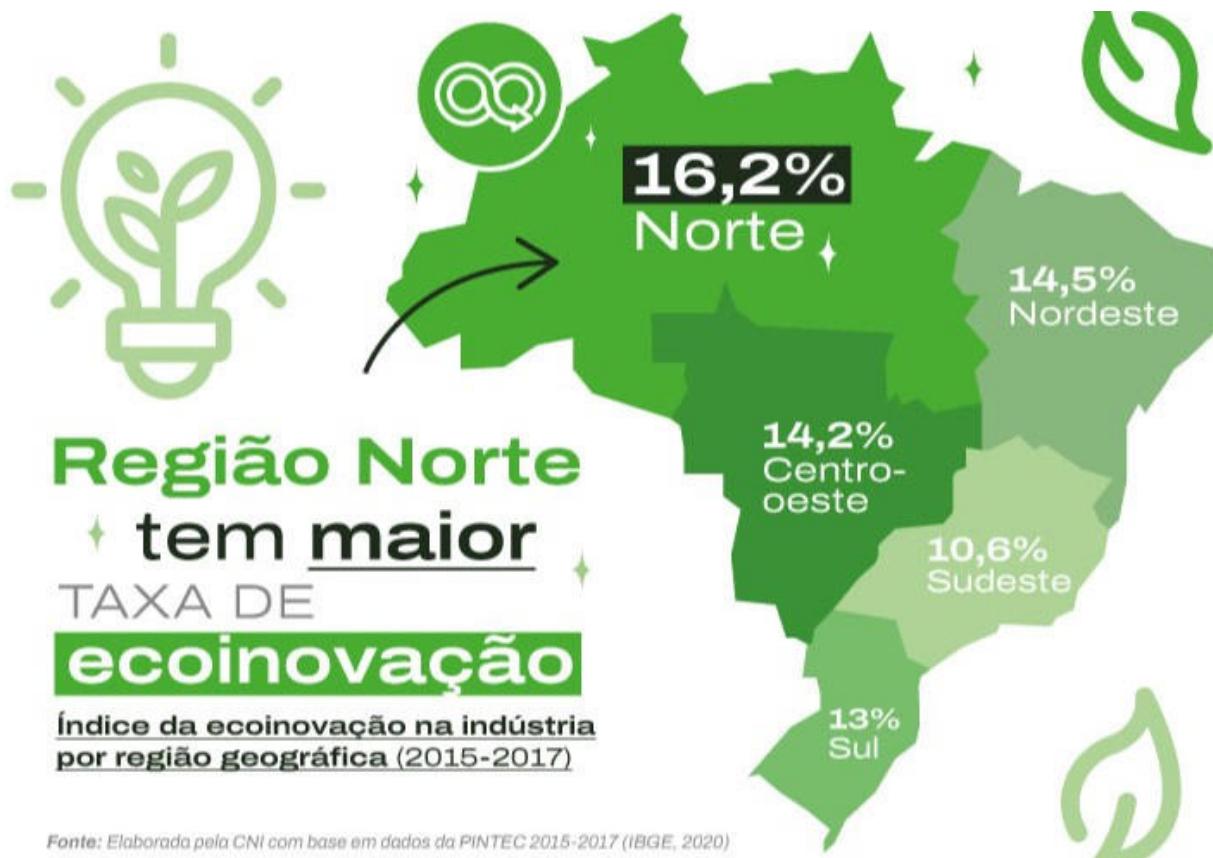 16,2%
Norte
14,5%
Nordeste
14,2%
Centro-
oeste
10,6%
Sudeste
13%
Sul
Região Norte
tem maior
TAXA DE
ecoinovação
Índice da ecoinovação na indústria
por região geográfica (2015-2017)
Fonte: Elaborada pela CNI com base em dados da PINTEC 2015-2017 (IBGE, 2020)